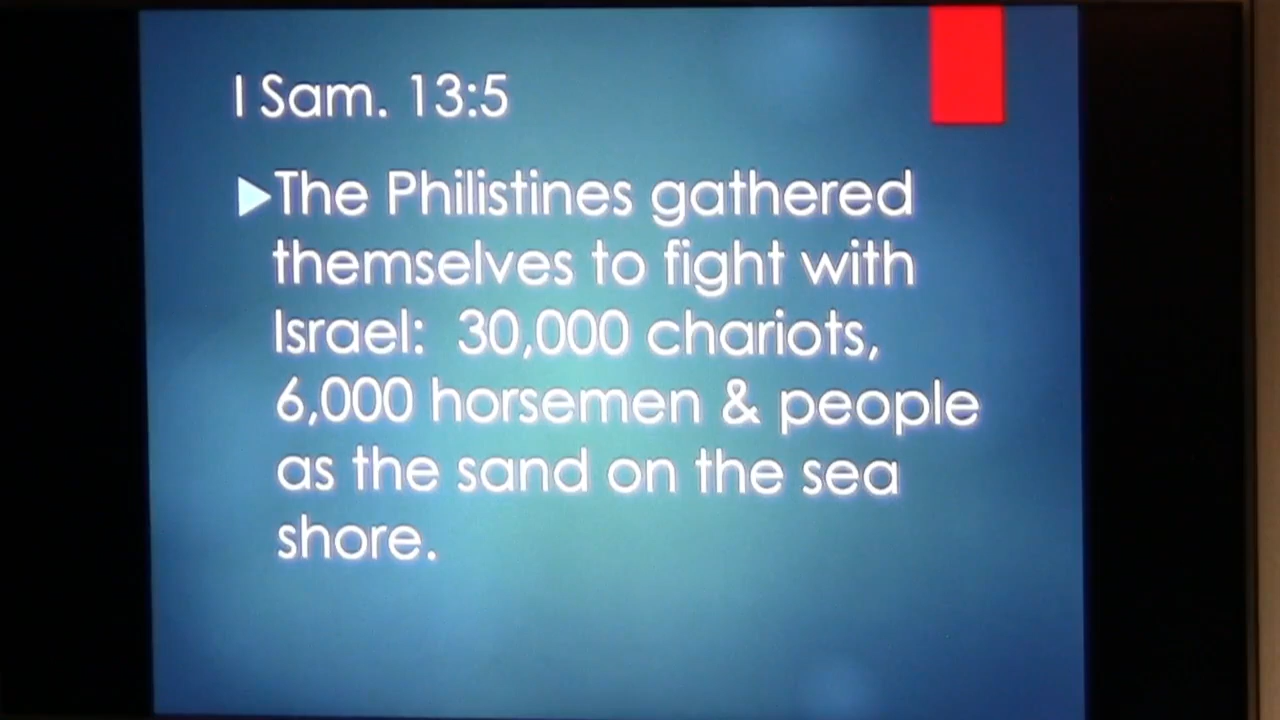 I Sam. 13:5
The Philistines gathered
themselves to fight with
Israel:  30,000 chariots,
6,000 horsemen & people
as the sand on the sea
shore.